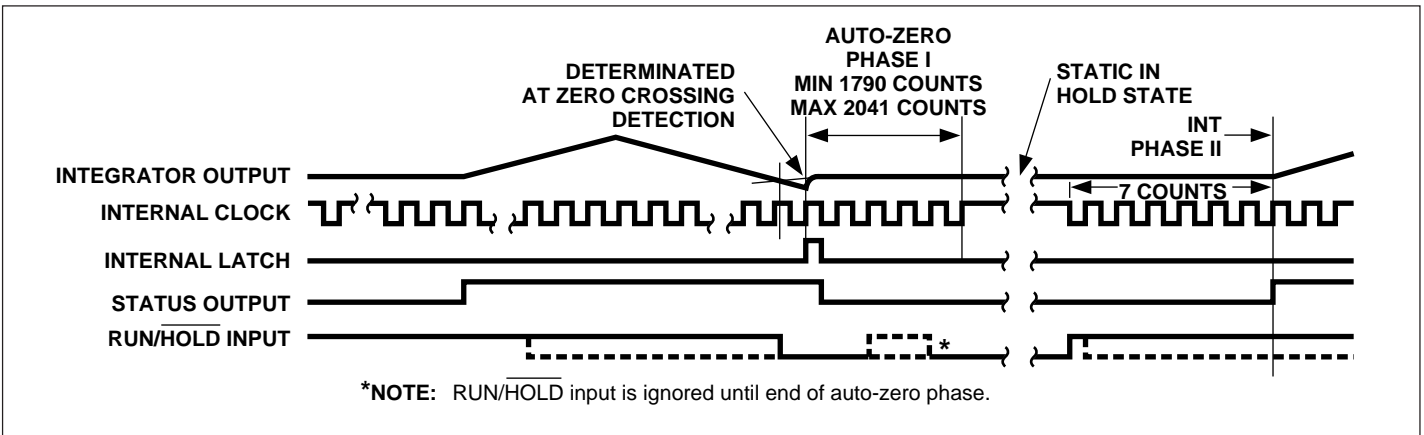 AUTO-ZERO
PHASE I
MIN 1790 COUNTS
MAX 2041 COUNTS
DETERMINATED
AT ZERO CROSSING
DETECTION
STATIC IN
HOLD STATE
INT
PHASE II
INTEGRATOR OUTPUT
7 COUNTS
INTERNAL CLOCK
INTERNAL LATCH
STATUS OUTPUT
RUN/HOLD INPUT
*
*NOTE: RUN/HOLD input is ignored until end of auto-zero phase.